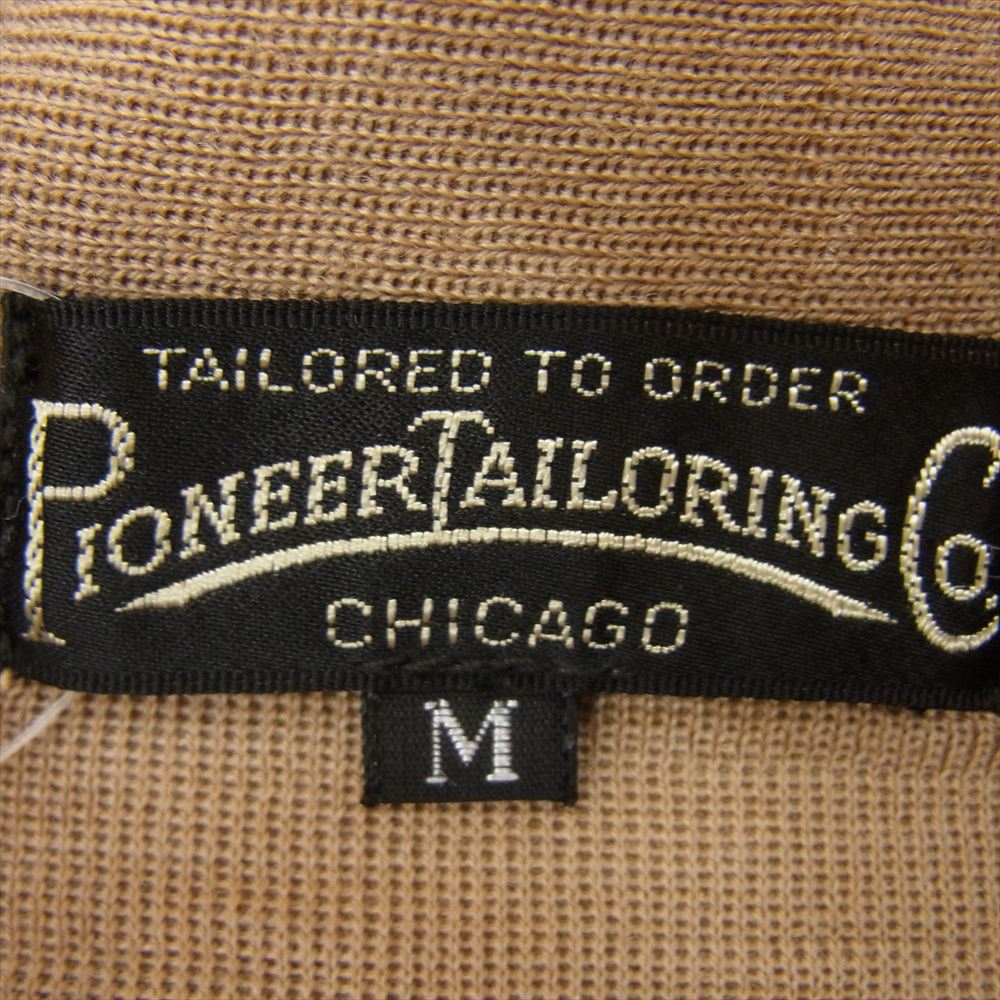 TAILORED TO ORDER
PIONEER TAILORING Co
CHICAGO
M